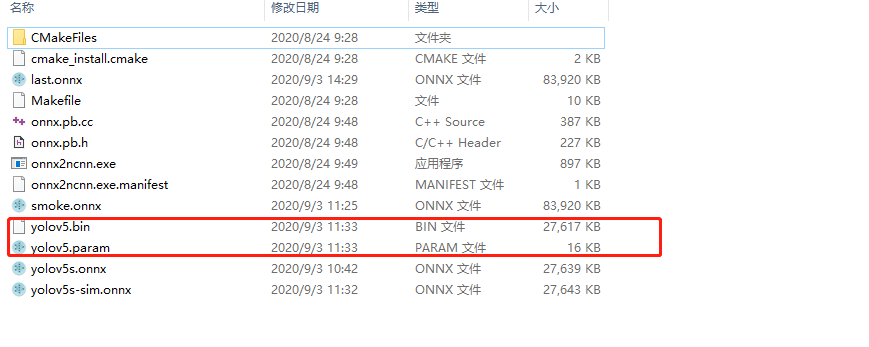 名称 修改日期 类型 大小
CMakeFiles 2020/8/24 9:28 文件夹
cmake_install.cmake 2020/8/24 9:28 CMAKE 文件 2 KB
last.onnx 2020/9/3 14:29 ONNX 文件 83,920 KB
Makefile 2020/8/24 9:28 文件 10 KB
onnx.pb.cc 2020/8/24 9:48 C++ Source 387 KB
onnx.pb.h 2020/8/24 9:48 C/C++ Header 227 KB
onnx2ncnn.exe 2020/8/24 9:49 应用程序 897 KB
onnx2ncnn.exe.manifest 2020/8/24 9:48 MANIFEST 文件 1 KB
smoke.onnx 2020/9/3 11:25 ONNX 文件 83,920 KB
yolov5.bin 2020/9/3 11:33 BIN 文件 27,617 KB
yolov5.param 2020/9/3 11:33 PARAM 文件 16 KB
yolov5s.onnx 2020/9/3 10:42 ONNX 文件 27,639 KB
yolov5s-sim.onnx 2020/9/3 11:32 ONNX 文件 27,643 KB